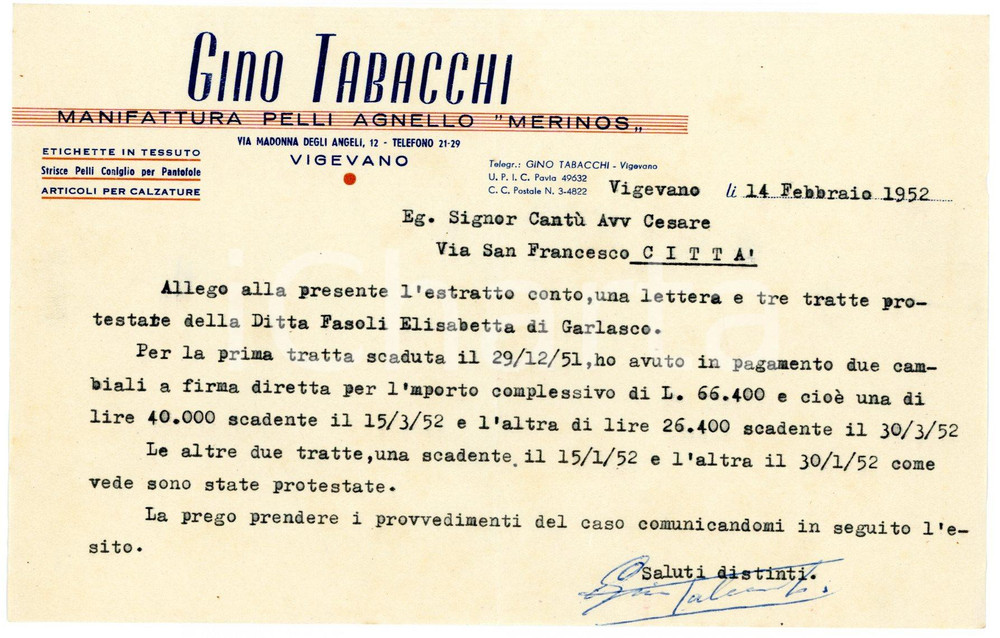 GINO TABACCHI
MANIFATTURA PELLI AGNELLO "MERINOS„
ETICHETTE IN TESSUTO
Strisce Pelli Coniglio per Pantofole
ARTICOLI PER CALZATURE
VIA MADONNA DEGLI ANGELI, 12 - TELEFONO 21-29
VIGEVANO
Telegr.: GINO TABACCHI - Vigevano
U. P. I. C. Pavia 49632
C. C. Postale N. 3-4822
Vigevano li 14 Febbraio 1952
Eg. Signor Cantù Avv Cesare
Via San Francesco C I T T A'
Allego alla presente l'estratto conto,una lettera e tre tratte pro-
testate della Ditta Fasoli Elisabetta di Garlasco.
Per la prima tratta scaduta il 29/12/51,ho avuto in pagamento due cam-
biali a firma diretta per l'mporto complessivo di L. 66.400 e cioè una di
lire 40.000 scadente il 15/3/52 e l'altra di lire 26.400 scadente il 30/3/52
Le altre due tratte,una scadente il 15/1/52 e l'altra il 30/1/52 come
vede sono state protestate.
La prego prendere i provvedimenti del caso comunicandomi in seguito l'e-
sito.
Saluti distinti.
Gino Tabacchi
iCharta